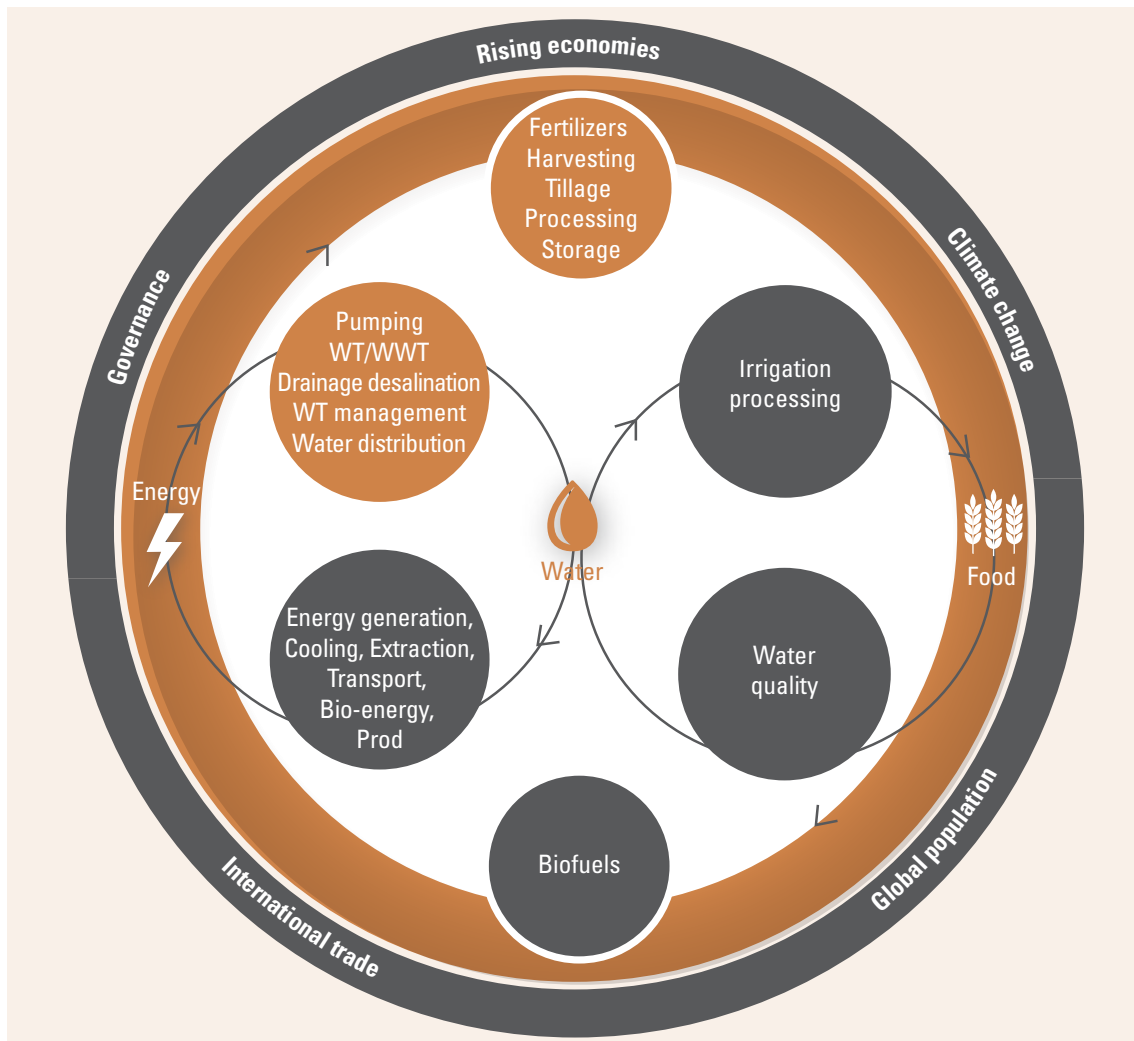 Rising economies
Fertilizers
Harvesting
Tillage
Processing
Storage
Governance
Climate change
Pumping
WT/WWT
Drainage desalination
WT management
Water distribution
Irrigation
processing
Energy
Water
Food
Energy generation,
Cooling, Extraction,
Transport,
Bio-energy,
Prod
Water
quality
Biofuels
International trade
Global population